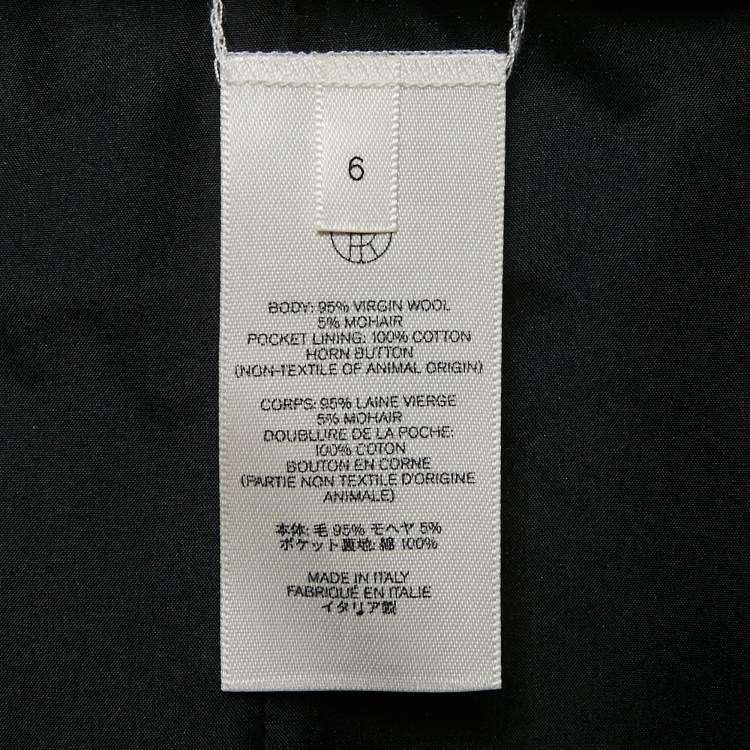 6
BODY: 95% VIRGIN WOOL
5% MOHAIR
POCKET LINING: 100% COTTON
HORN BUTTON
(NON-TEXTILE OF ANIMAL ORIGIN)
CORPS: 95% LAINE VIERGE
5% MOHAIR
DOUBLURE DE LA POCHE:
100% COTON
BOUTON EN CORNE
(PARTIE NON TEXTILE D'ORIGINE
ANIMALE)
本体: 毛 95% モヘヤ 5%
ポケット裏地: 綿 100%
MADE IN ITALY
FABRIQUÉ EN ITALIE
イタリア製